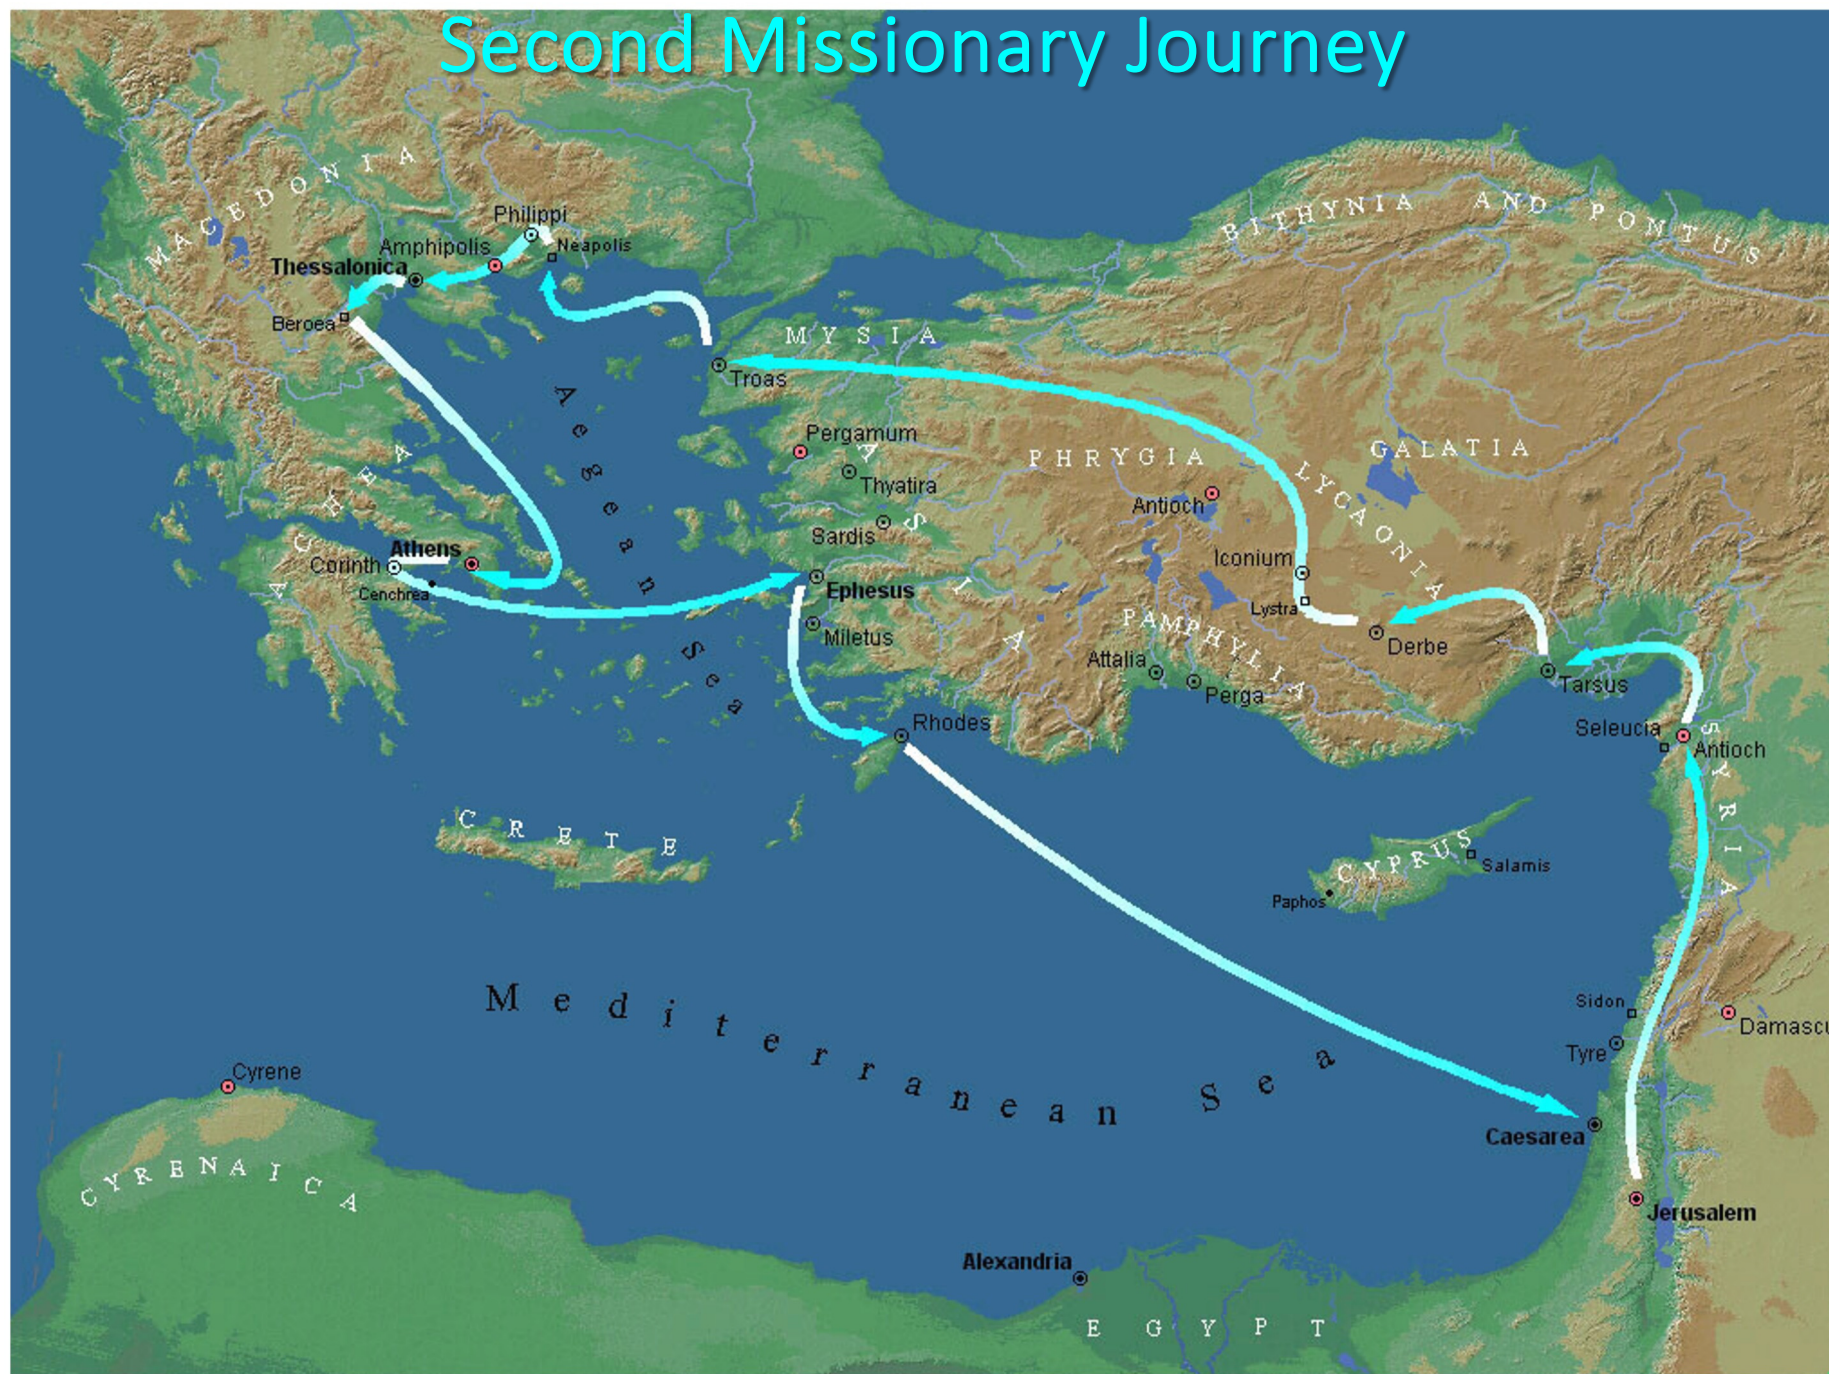 Second Missionary Journey
MACEDONIA
BITHYNIA AND PONTUS
Philippi
Neapolis
Amphipolis
Thessalonica
Beroea
MYSIA
Troas
Aegean Sea
Pergamum
Thyatira
Sardis
ASIA
PHRYGIA
GALATIA
LYCAONIA
Antioch
ACHEA
Athens
Corinth
Cenchrea
Ephesus
Miletus
Iconium
Lystra
Derbe
PAMPHYLIA
Attalia
Perga
Tarsus
Rhodes
Seleucia
Antioch
SYRIA
CRETE
CYPRUS
Salamis
Paphos
Mediterranean Sea
Sidon
Tyre
Damascu
Cyrene
CYRENAICA
Caesarea
Jerusalem
Alexandria
EGYPT